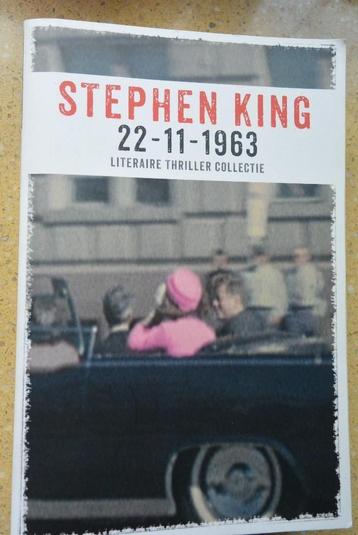 STEPHEN KING
22-11-1963
LITERAIRE THRILLER COLLECTIE